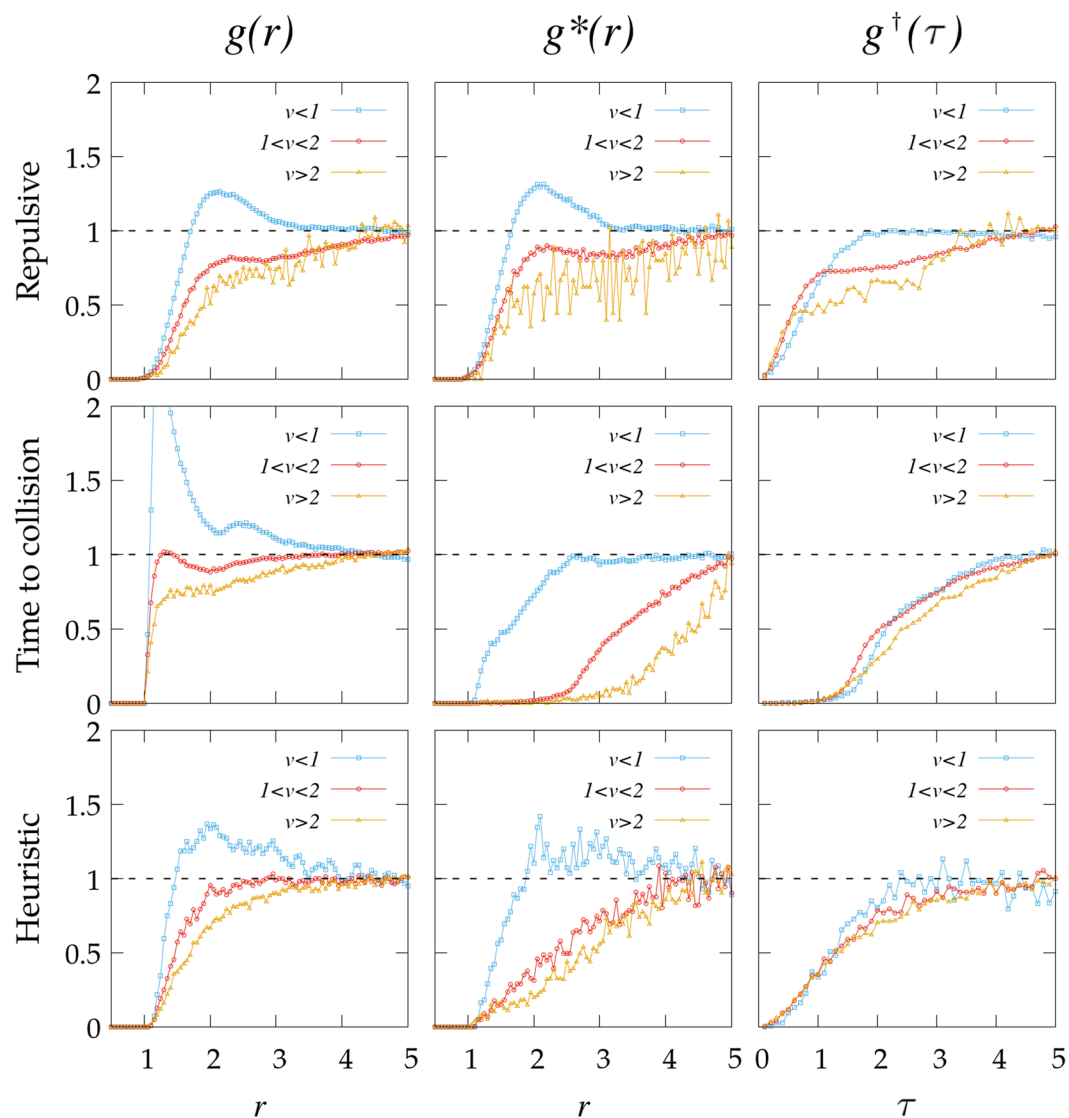 g(r) g*(r) g†(τ)
Repulsive
2 1.5 1 0.5 0
v<1 v<1 v<1
1<v<2 1<v<2 1<v<2
v>2 v>2 v>2
Time to collision
2 1.5 1 0.5 0
v<1 v<1 v<1
1<v<2 1<v<2 1<v<2
v>2 v>2 v>2
Heuristic
2 1.5 1 0.5 0
v<1 v<1 v<1
1<v<2 1<v<2 1<v<2
v>2 v>2 v>2
1 2 3 4 5 1 2 3 4 5 0 1 2 3 4 5
r r τ